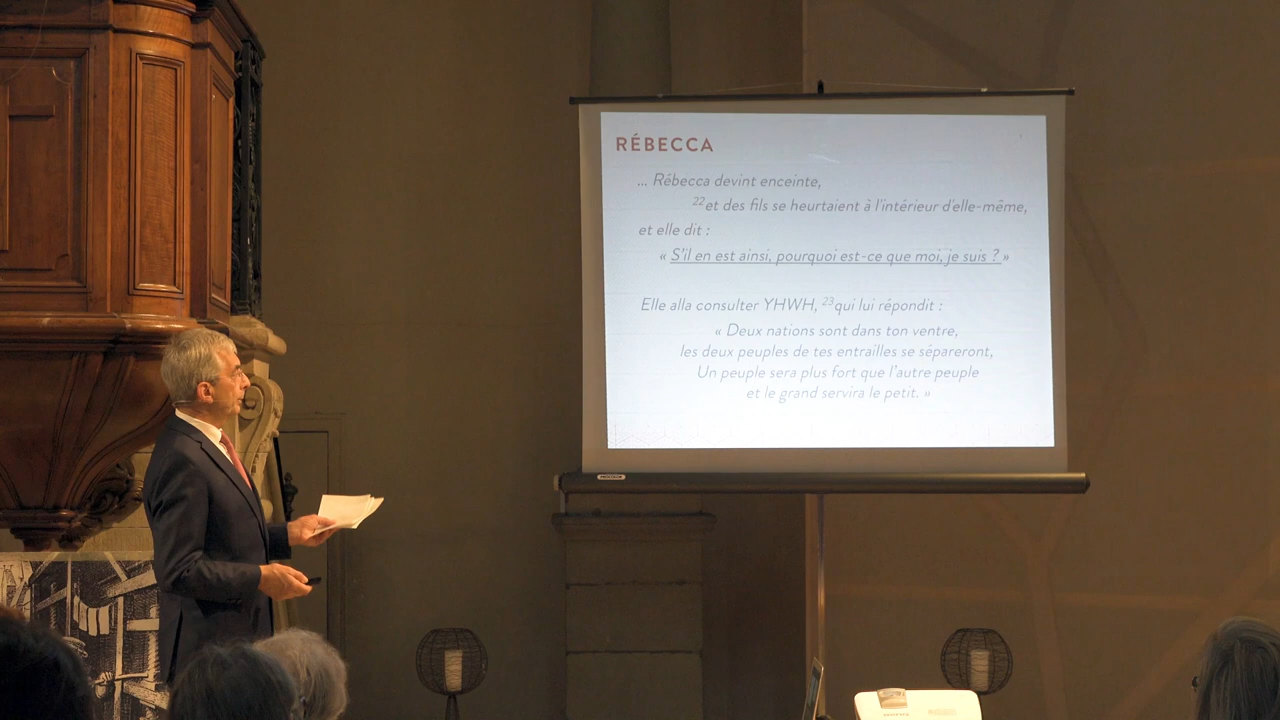 RÉBECCA
... Rébecca devint enceinte,
22et des fils se heurtaient à l'intérieur d'elle-même,
et elle dit :
« S'il en est ainsi, pourquoi est-ce que moi, je suis ? »
Elle alla consulter YHWH, 23qui lui répondit :
« Deux nations sont dans ton ventre,
les deux peuples de tes entrailles se sépareront,
Un peuple sera plus fort que l'autre peuple
et le grand servira le petit. »